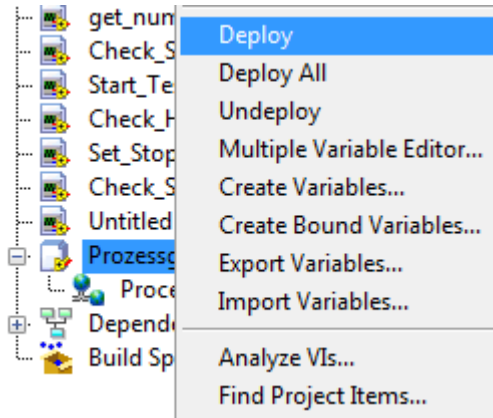 get_num
Check_S
Start_Te
Check_H
Set_Stop
Check_S
Untitled
Prozessg
Proce
Depende
Build Sp
Deploy
Deploy All
Undeploy
Multiple Variable Editor...
Create Variables...
Create Bound Variables...
Export Variables...
Import Variables...
Analyze VIs...
Find Project Items...